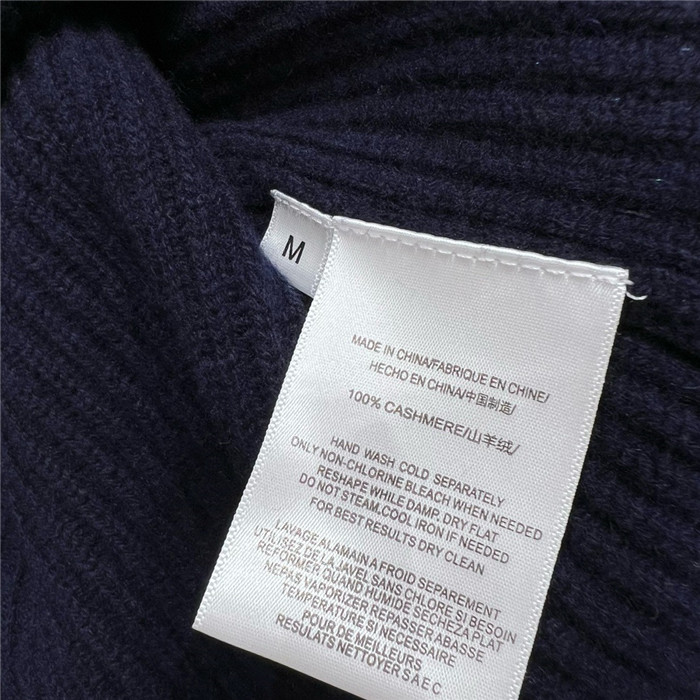 M
MADE IN CHINA/FABRIQUE EN CHINE/
HECHO EN CHINA/中国制造/
100% CASHMERE/山羊绒/
HAND WASH COLD SEPARATELY
ONLY NON-CHLORINE BLEACH WHEN NEEDED
RESHAPE WHILE DAMP, DRY FLAT
DO NOT STEAM,COOL IRON IF NEEDED
FOR BEST RESULTS DRY CLEAN
LAVAGE ALAMAIN A FROID SEPAREMENT
UTILISEZ DE LA JAVEL SANS CHLORE SI BESOIN
REFORMER QUAND HUMIDE SECHEZA PLAT
NEPAS VAPORIZER REPASSER ABASSE
TEMPERATURE SI NECESSAIRE
POUR DE MEILLEURS
RESULATS NETTOYER S A E C